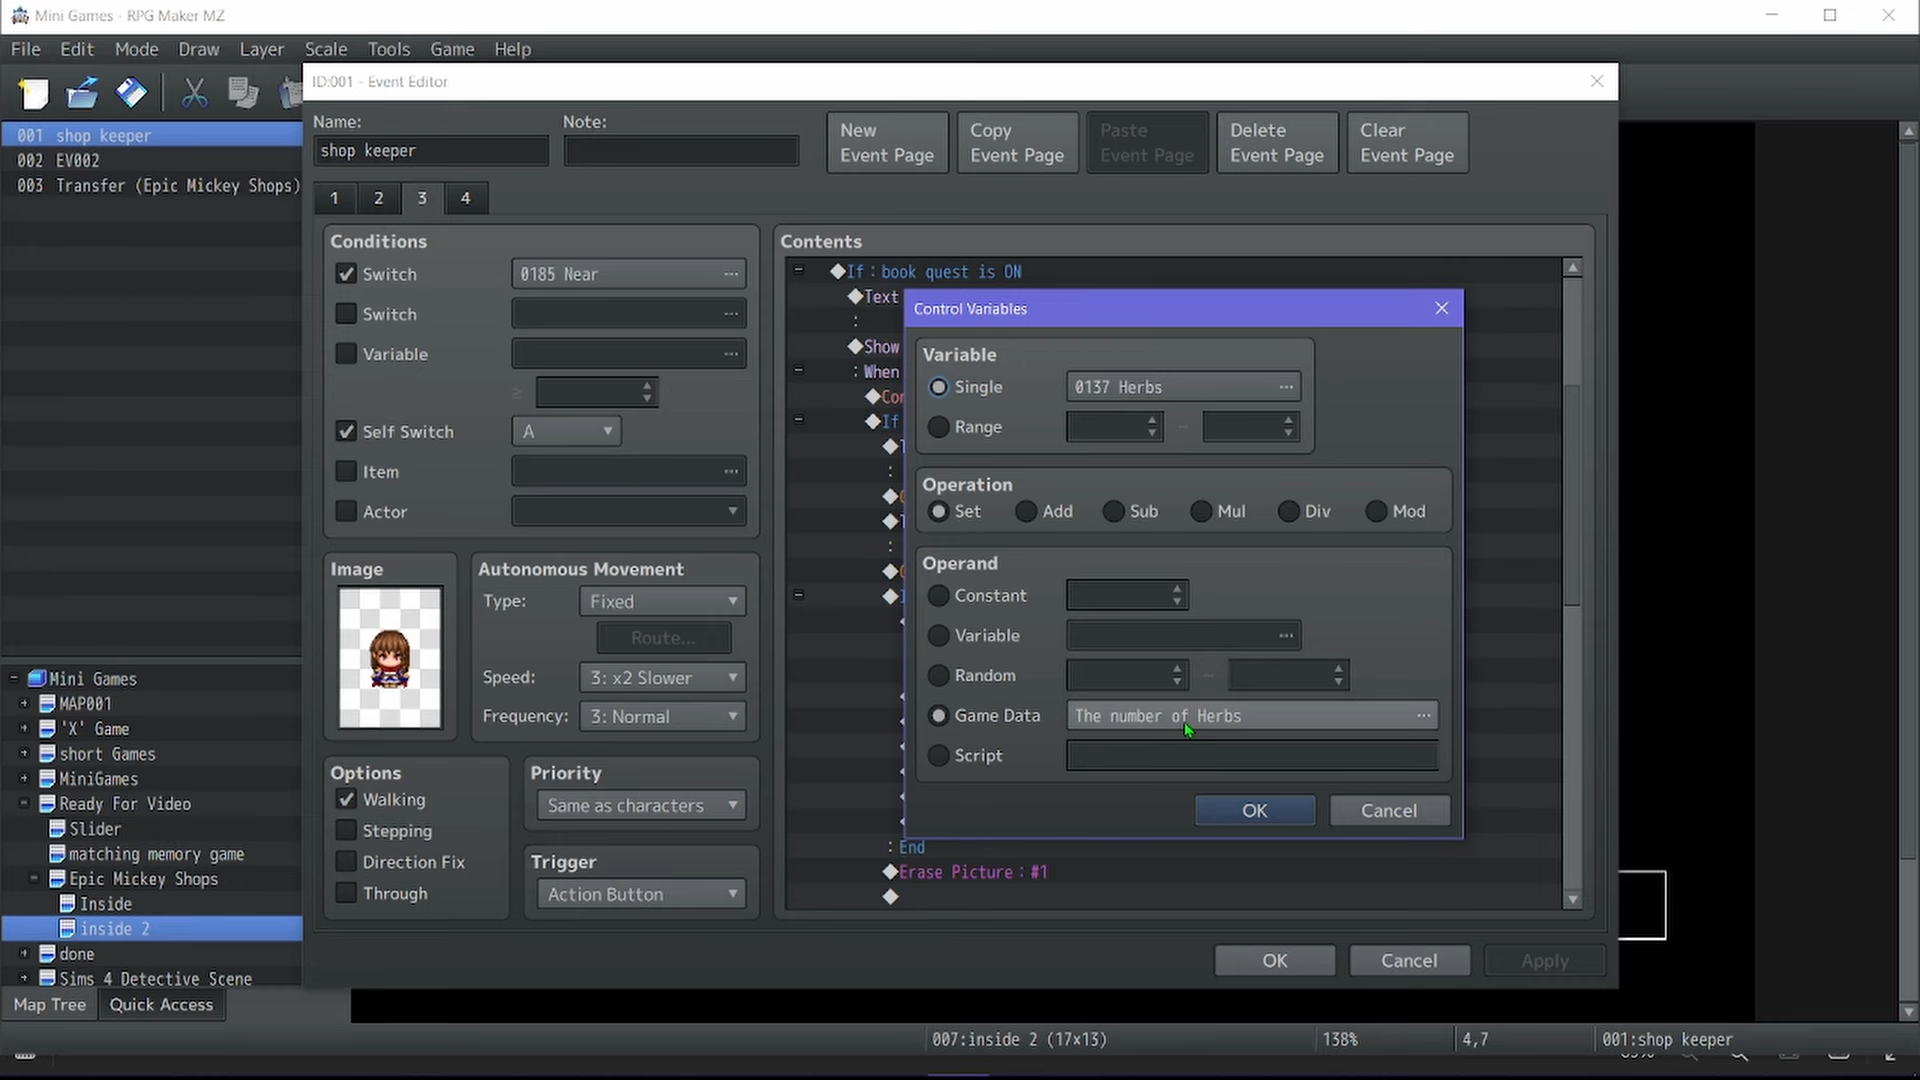 Mini Games - RPG Maker MZ
File Edit Mode Draw Layer Scale Tools Game Help
ID:001 - Event Editor
Name:
Note:
shop keeper
New Event Page
Copy Event Page
Paste Event Page
Delete Event Page
Clear Event Page
001 shop keeper
002 EV002
003 Transfer (Epic Mickey Shops)
1 2 3 4
Conditions
Switch 0185 Near ...
Switch ...
Variable ...
≥
Self Switch A
Item ...
Actor
Image
Autonomous Movement
Type: Fixed
Route...
Speed: 3: x2 Slower
Frequency: 3: Normal
Options
Walking
Stepping
Direction Fix
Through
Priority
Same as characters
Trigger
Action Button
Contents
If : book quest is ON
Text
:
Show
: When
If
:
:
: End
Erase Picture : #1
Control Variables
Variable
Single 0137 Herbs ...
Range ~
Operation
Set Add Sub Mul Div Mod
Operand
Constant
Variable ...
Random ~
Game Data The number of Herbs ...
Script
OK Cancel
OK Cancel Apply
Mini Games
MAP001
'X' Game
short Games
MiniGames
Ready For Video
Slider
matching memory game
Epic Mickey Shops
Inside
inside 2
done
Sims 4 Detective Scene
Map Tree Quick Access
007:inside 2 (17x13) 138% 4,7 001:shop keeper